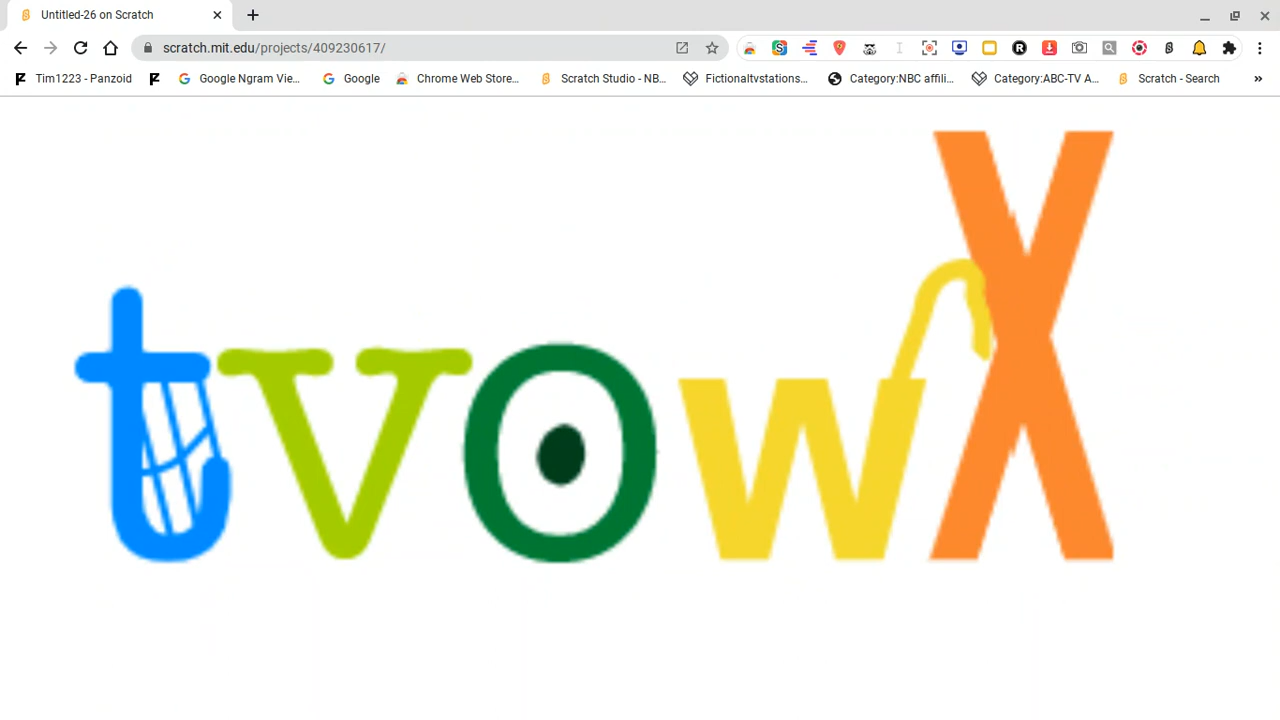 Untitled-26 on Scratch
scratch.mit.edu/projects/409230617/
Tim1223 - Panzoid Google Ngram Vie... Google Chrome Web Store... Scratch Studio - NB... Fictionaltvstations... Category:NBC affili... Category:ABC-TV A... Scratch - Search »
tvowX